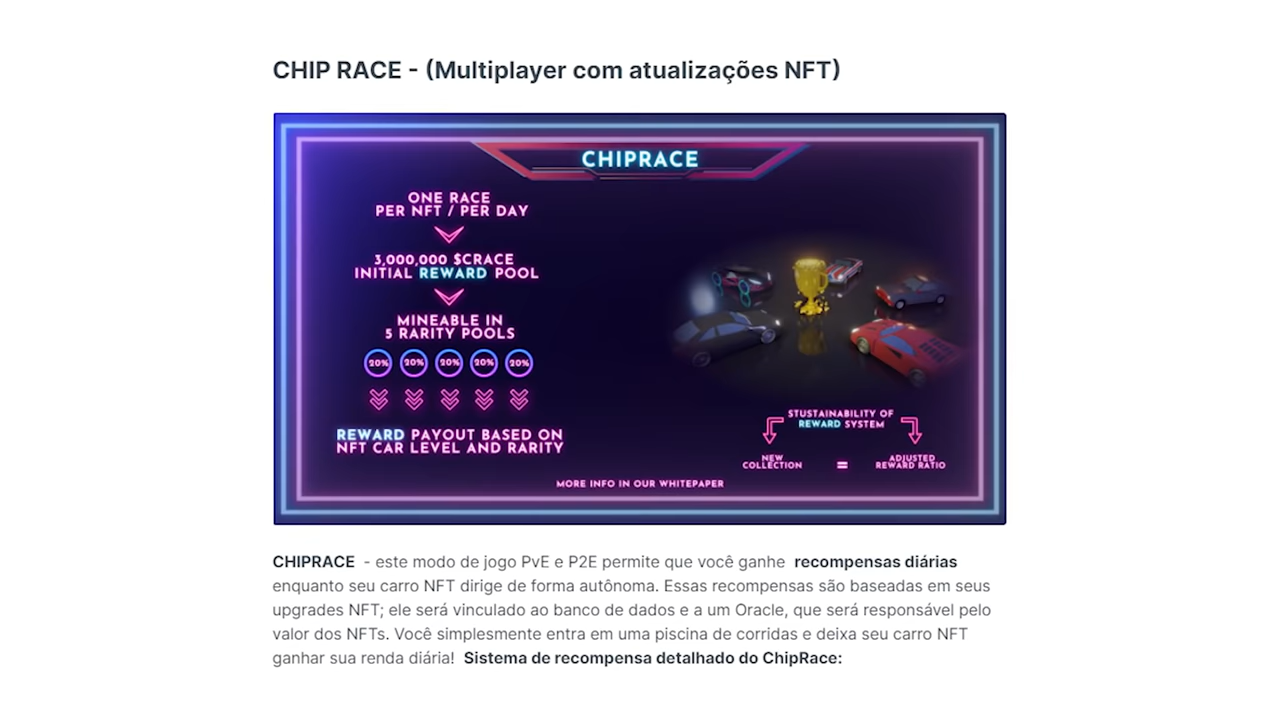 CHIP RACE - (Multiplayer com atualizações NFT)
CHIPRACE
ONE RACE
PER NFT / PER DAY
3,000,000 $CRACE
INITIAL REWARD POOL
MINEABLE IN
5 RARITY POOLS
20% 20% 20% 20% 20%
REWARD PAYOUT BASED ON
NFT CAR LEVEL AND RARITY
STUSTAINABILITY OF
REWARD SYSTEM
NEW
COLLECTION
=
ADJUSTED
REWARD RATIO
MORE INFO IN OUR WHITEPAPER
CHIPRACE - este modo de jogo PvE e P2E permite que você ganhe recompensas diárias
enquanto seu carro NFT dirige de forma autônoma. Essas recompensas são baseadas em seus
upgrades NFT; ele será vinculado ao banco de dados e a um Oracle, que será responsável pelo
valor dos NFTs. Você simplesmente entra em uma piscina de corridas e deixa seu carro NFT
ganhar sua renda diária! Sistema de recompensa detalhado do ChipRace: